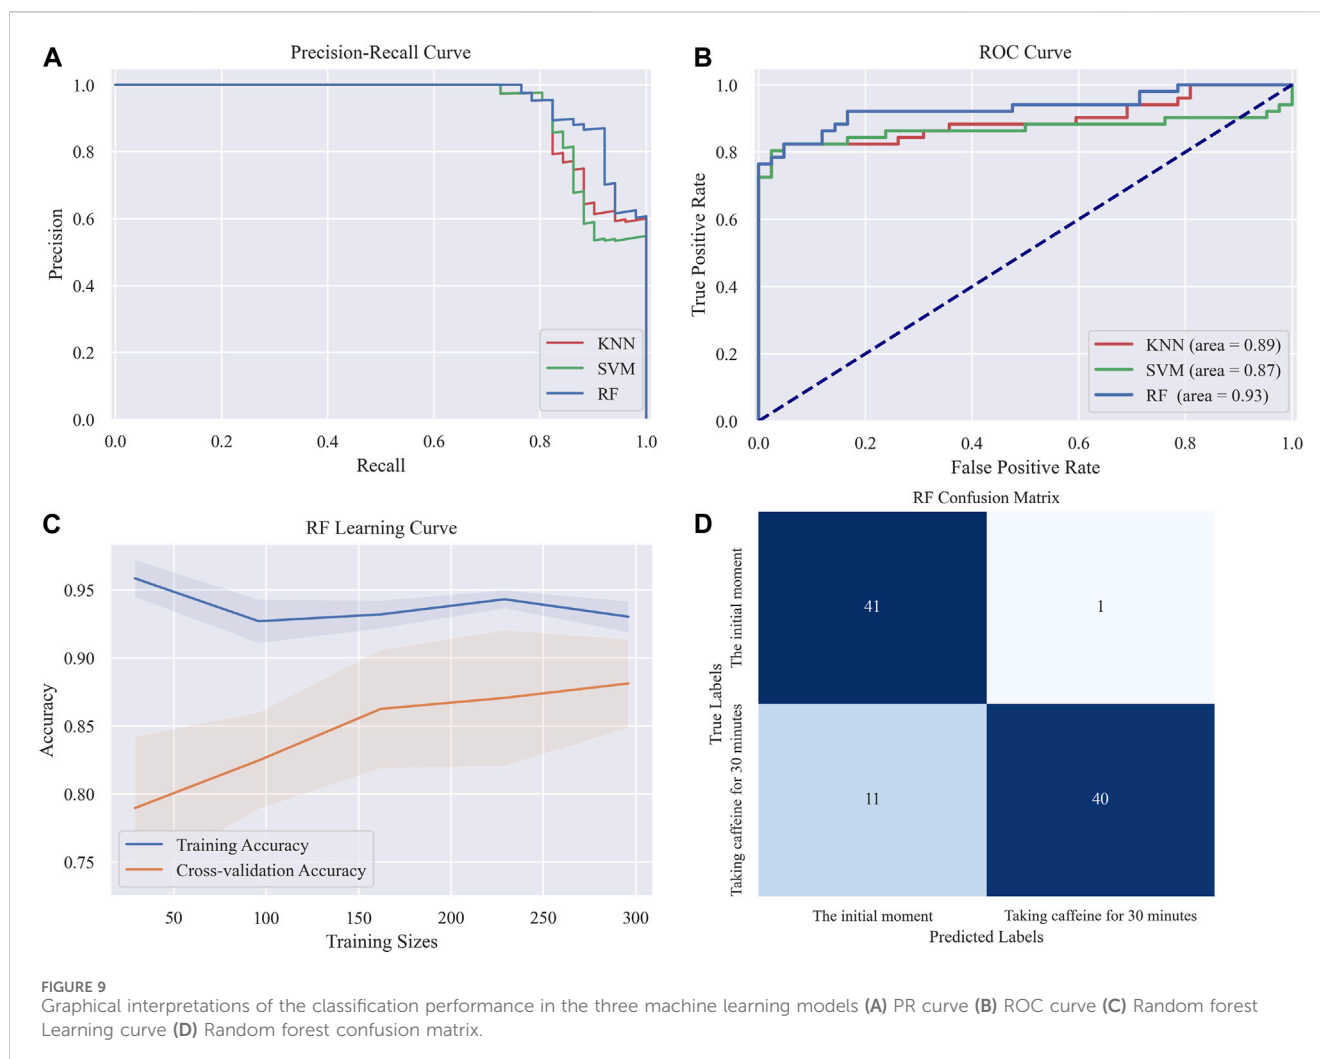 A
Precision-Recall Curve
Precision
1.0
0.8
0.6
0.4
0.2
0.0
KNN
SVM
RF
0.0 0.2 0.4 0.6 0.8 1.0
Recall
B
ROC Curve
True Positive Rate
1.0
0.8
0.6
0.4
0.2
0.0
KNN (area = 0.89)
SVM (area = 0.87)
RF (area = 0.93)
0.0 0.2 0.4 0.6 0.8 1.0
False Positive Rate
C
RF Learning Curve
Accuracy
0.95
0.90
0.85
0.80
0.75
Training Accuracy
Cross-validation Accuracy
50 100 150 200 250 300
Training Sizes
D
RF Confusion Matrix
True Labels
The initial moment
Taking caffeine for 30 minutes
41 1
11 40
The initial moment Taking caffeine for 30 minutes
Predicted Labels
FIGURE 9
Graphical interpretations of the classification performance in the three machine learning models (A) PR curve (B) ROC curve (C) Random forest
Learning curve (D) Random forest confusion matrix.